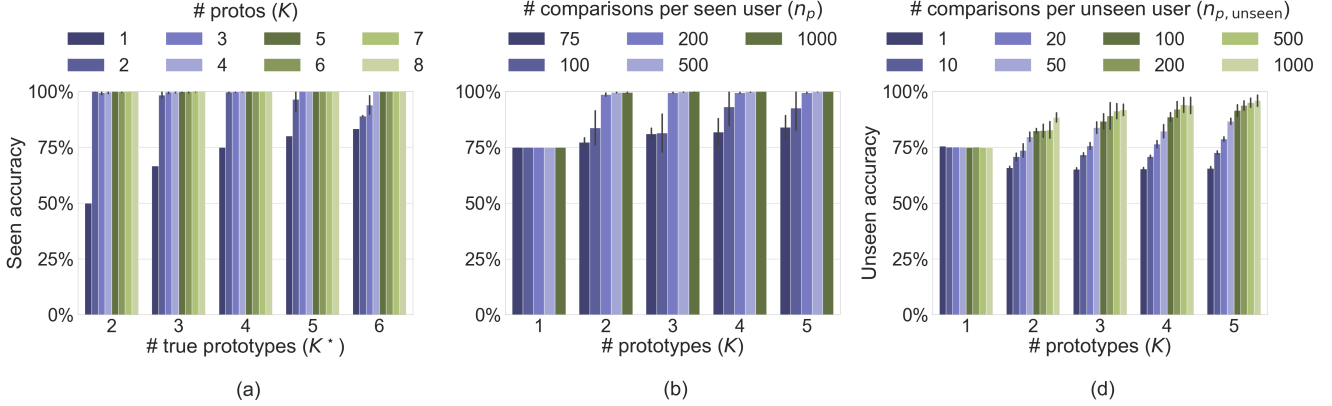 # protos (K)
1 3 5 7
2 4 6 8
Seen accuracy
100%
75%
50%
25%
0%
2 3 4 5 6
# true prototypes (K⋆)
(a)
# comparisons per seen user (nₚ)
75 200 1000
100 500
100%
75%
50%
25%
0%
1 2 3 4 5
# prototypes (K)
(b)
# comparisons per unseen user (nₚ, unseen)
1 20 100 500
10 50 200 1000
Unseen accuracy
100%
75%
50%
25%
0%
1 2 3 4 5
# prototypes (K)
(d)